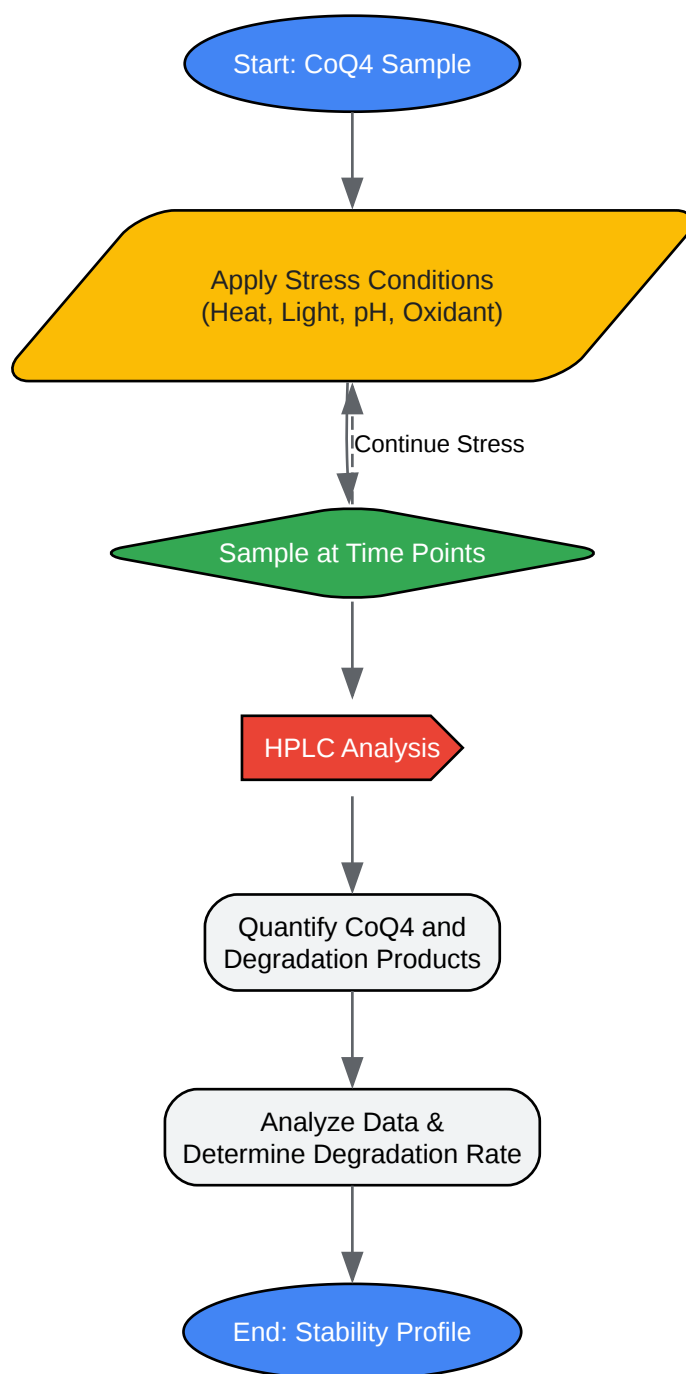 Start: CoQ4 Sample
Apply Stress Conditions
(Heat, Light, pH, Oxidant)
Continue Stress
Sample at Time Points
HPLC Analysis
Quantify CoQ4 and
Degradation Products
Analyze Data &
Determine Degradation Rate
End: Stability Profile